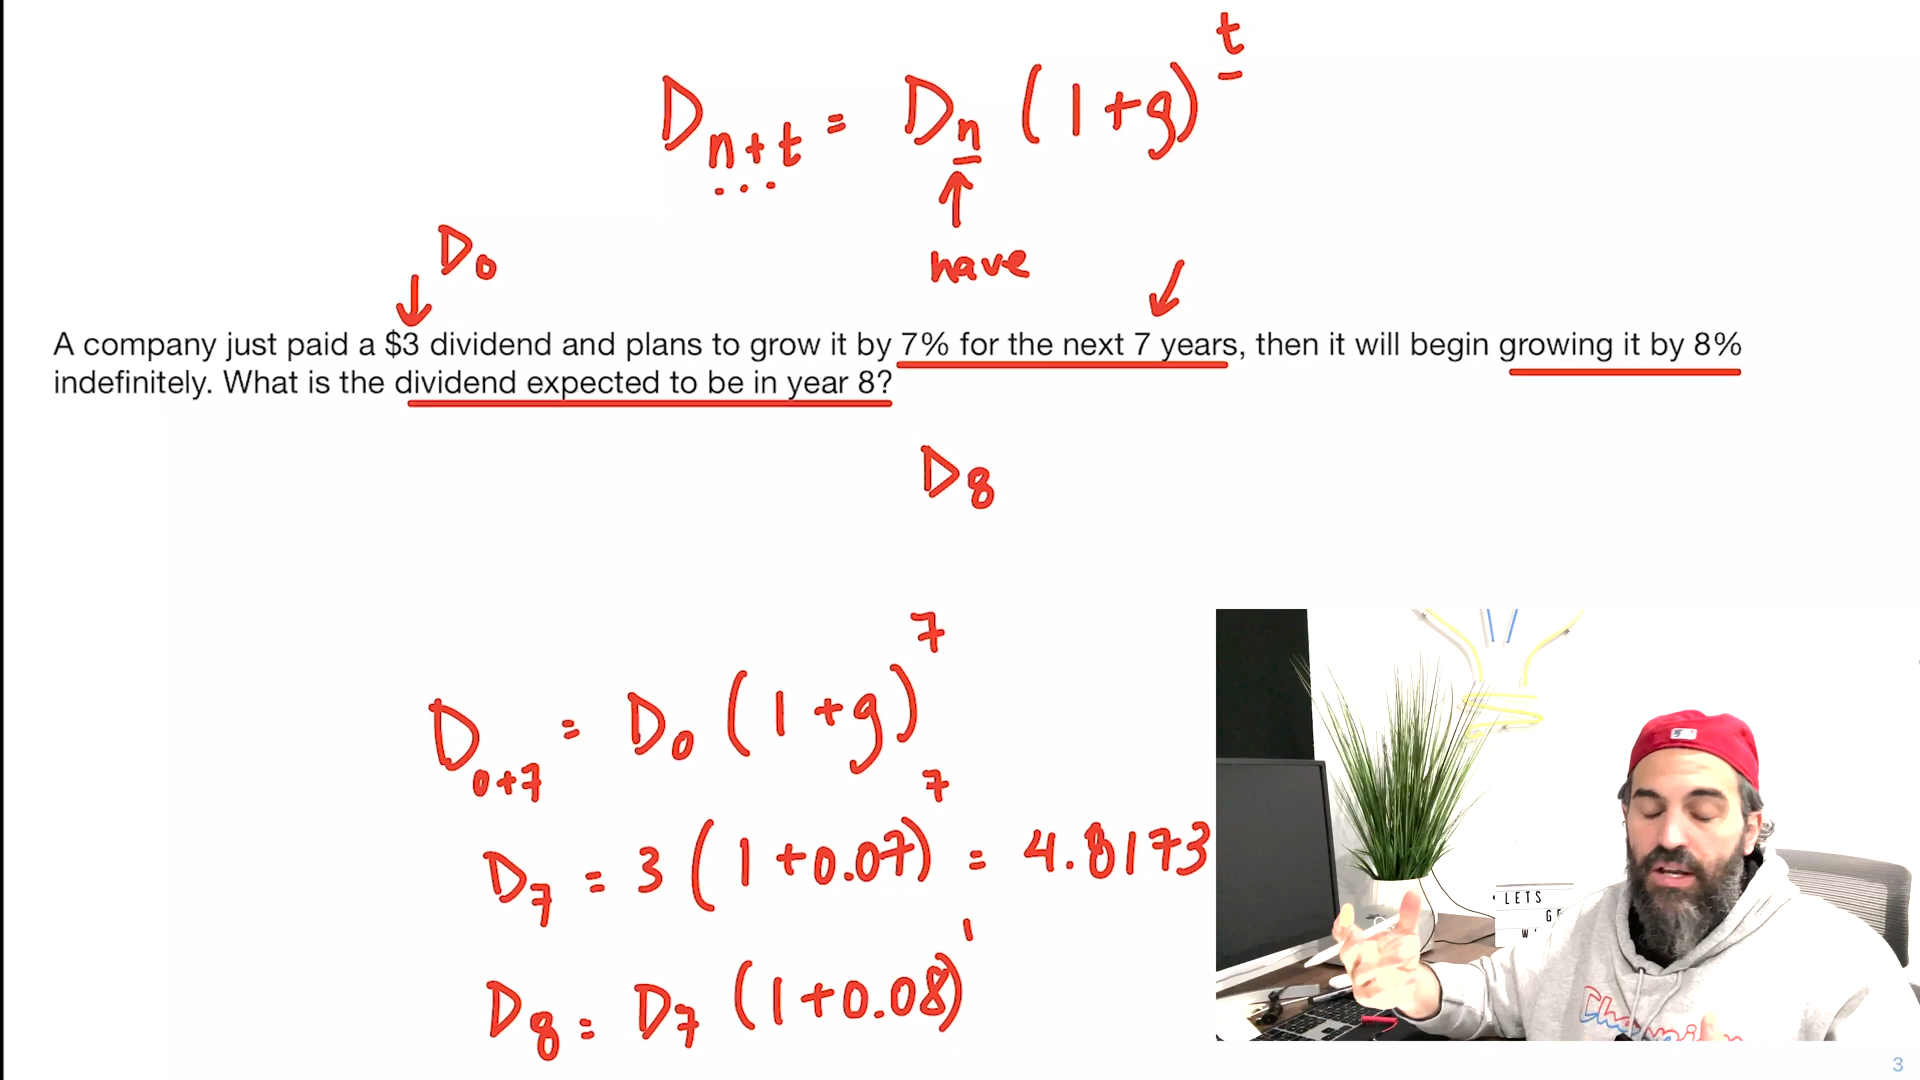 t
Dn+t = Dn (1+g)
have
D0
A company just paid a $3 dividend and plans to grow it by 7% for the next 7 years, then it will begin growing it by 8%
indefinitely. What is the dividend expected to be in year 8?
D8
7
D0+7 = D0 (1+g)
7
D7 = 3 (1+0.07) = 4.8173
1
D8 = D7 (1+0.08)
LETS
3